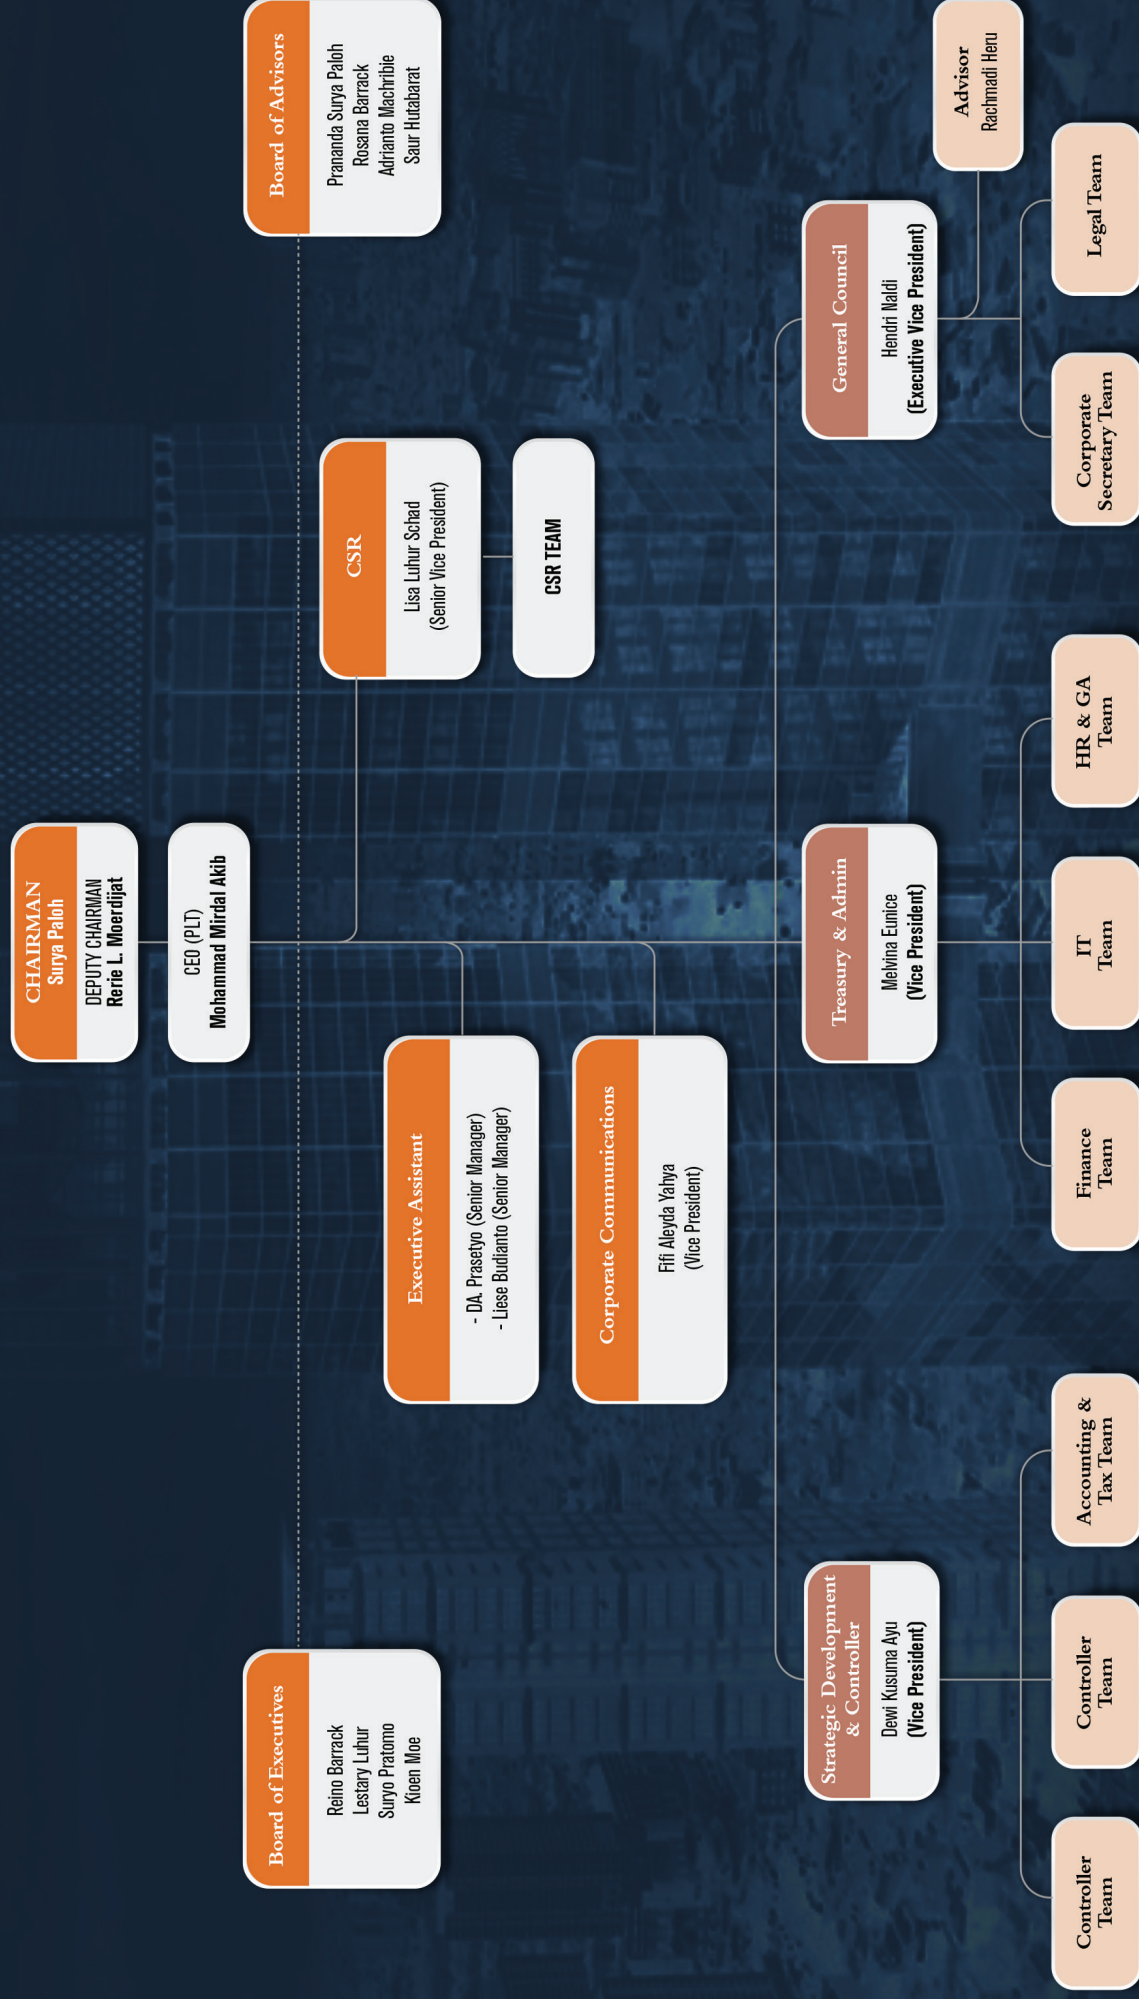 CHAIRMAN
Surya Paloh
DEPUTY CHAIRMAN
Rerie L. Moerdijat
CEO (PLT)
Mohammad Mirdal Akib
Board of Executives
Reino Barrack
Lestary Luhur
Suryo Pratomo
Kioen Moe
Board of Advisors
Prananda Surya Paloh
Rosana Barrack
Adrianto Machribie
Saur Hutabarat
CSR
Lisa Luhur Schad
(Senior Vice President)
CSR TEAM
Executive Assistant
- DA. Prasetyo (Senior Manager)
- Liese Budianto (Senior Manager)
Corporate Communications
Fifi Aleyda Yahya
(Vice President)
Strategic Development
& Controller
Dewi Kusuma Ayu
(Vice President)
Treasury & Admin
Melvina Eunice
(Vice President)
General Council
Hendri Naldi
(Executive Vice President)
Advisor
Rachmadi Heru
Controller
Team
Controller
Team
Accounting &
Tax Team
Finance
Team
IT
Team
HR & GA
Team
Corporate
Secretary Team
Legal Team